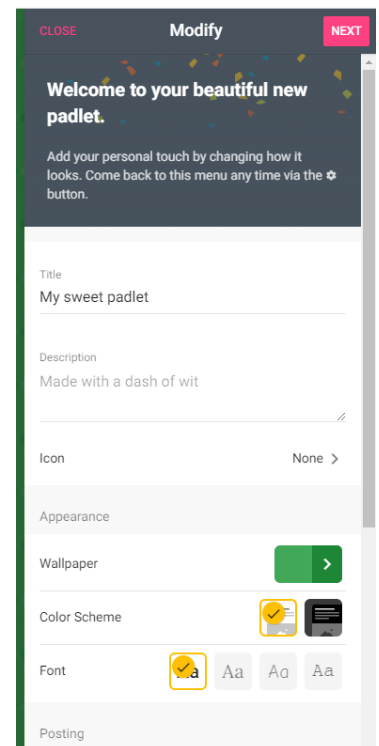 CLOSE Modify NEXT
Welcome to your beautiful new
padlet.
Add your personal touch by changing how it
looks. Come back to this menu any time via the
button.
Title
My sweet padlet
Description
Made with a dash of wit
Icon None
Appearance
Wallpaper
Color Scheme
Font Aa Aa Aa
Posting